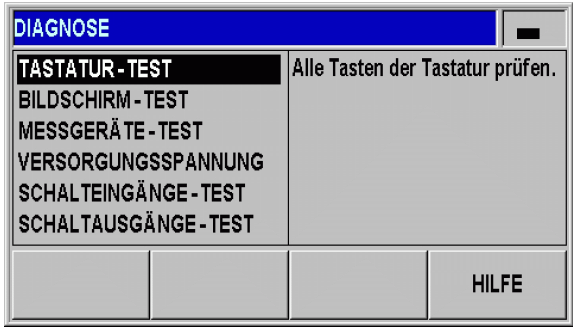 DIAGNOSE
TASTATUR-TEST
Alle Tasten der Tastatur prüfen.
BILDSCHIRM-TEST
MESSGERÄTE-TEST
VERSORGUNGSSPANNUNG
SCHALTEINGÄNGE-TEST
SCHALTAUSGÄNGE-TEST
HILFE